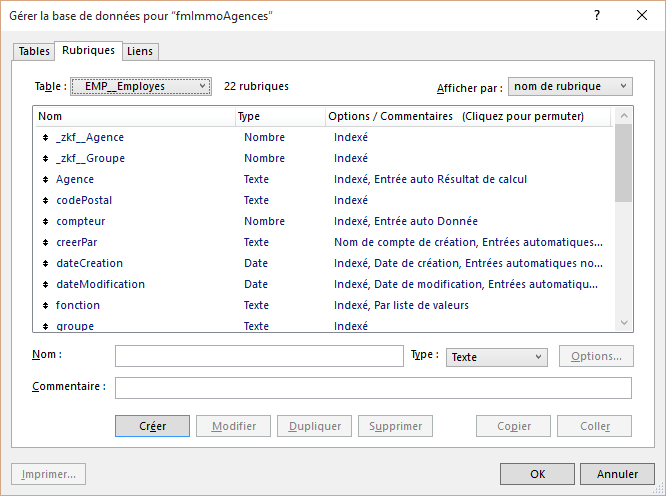 Gérer la base de données pour “fmImmoAgences”
Tables Rubriques Liens
Table : EMP__Employes 22 rubriques Afficher par : nom de rubrique
Nom Type Options / Commentaires (Cliquez pour permuter)
_zkf__Agence Nombre Indexé
_zkf__Groupe Nombre Indexé
Agence Texte Indexé, Entrée auto Résultat de calcul
codePostal Texte Indexé
compteur Nombre Indexé, Entrée auto Donnée
creerPar Texte Nom de compte de création, Entrées automatiques...
dateCreation Date Indexé, Date de création, Entrées automatiques no...
dateModification Date Indexé, Date de modification, Entrées automatiqu...
fonction Texte Indexé, Par liste de valeurs
groupe Texte Indexé
Nom : Type : Texte Options...
Commentaire :
Créer Modifier Dupliquer Supprimer Copier Coller
Imprimer... OK Annuler